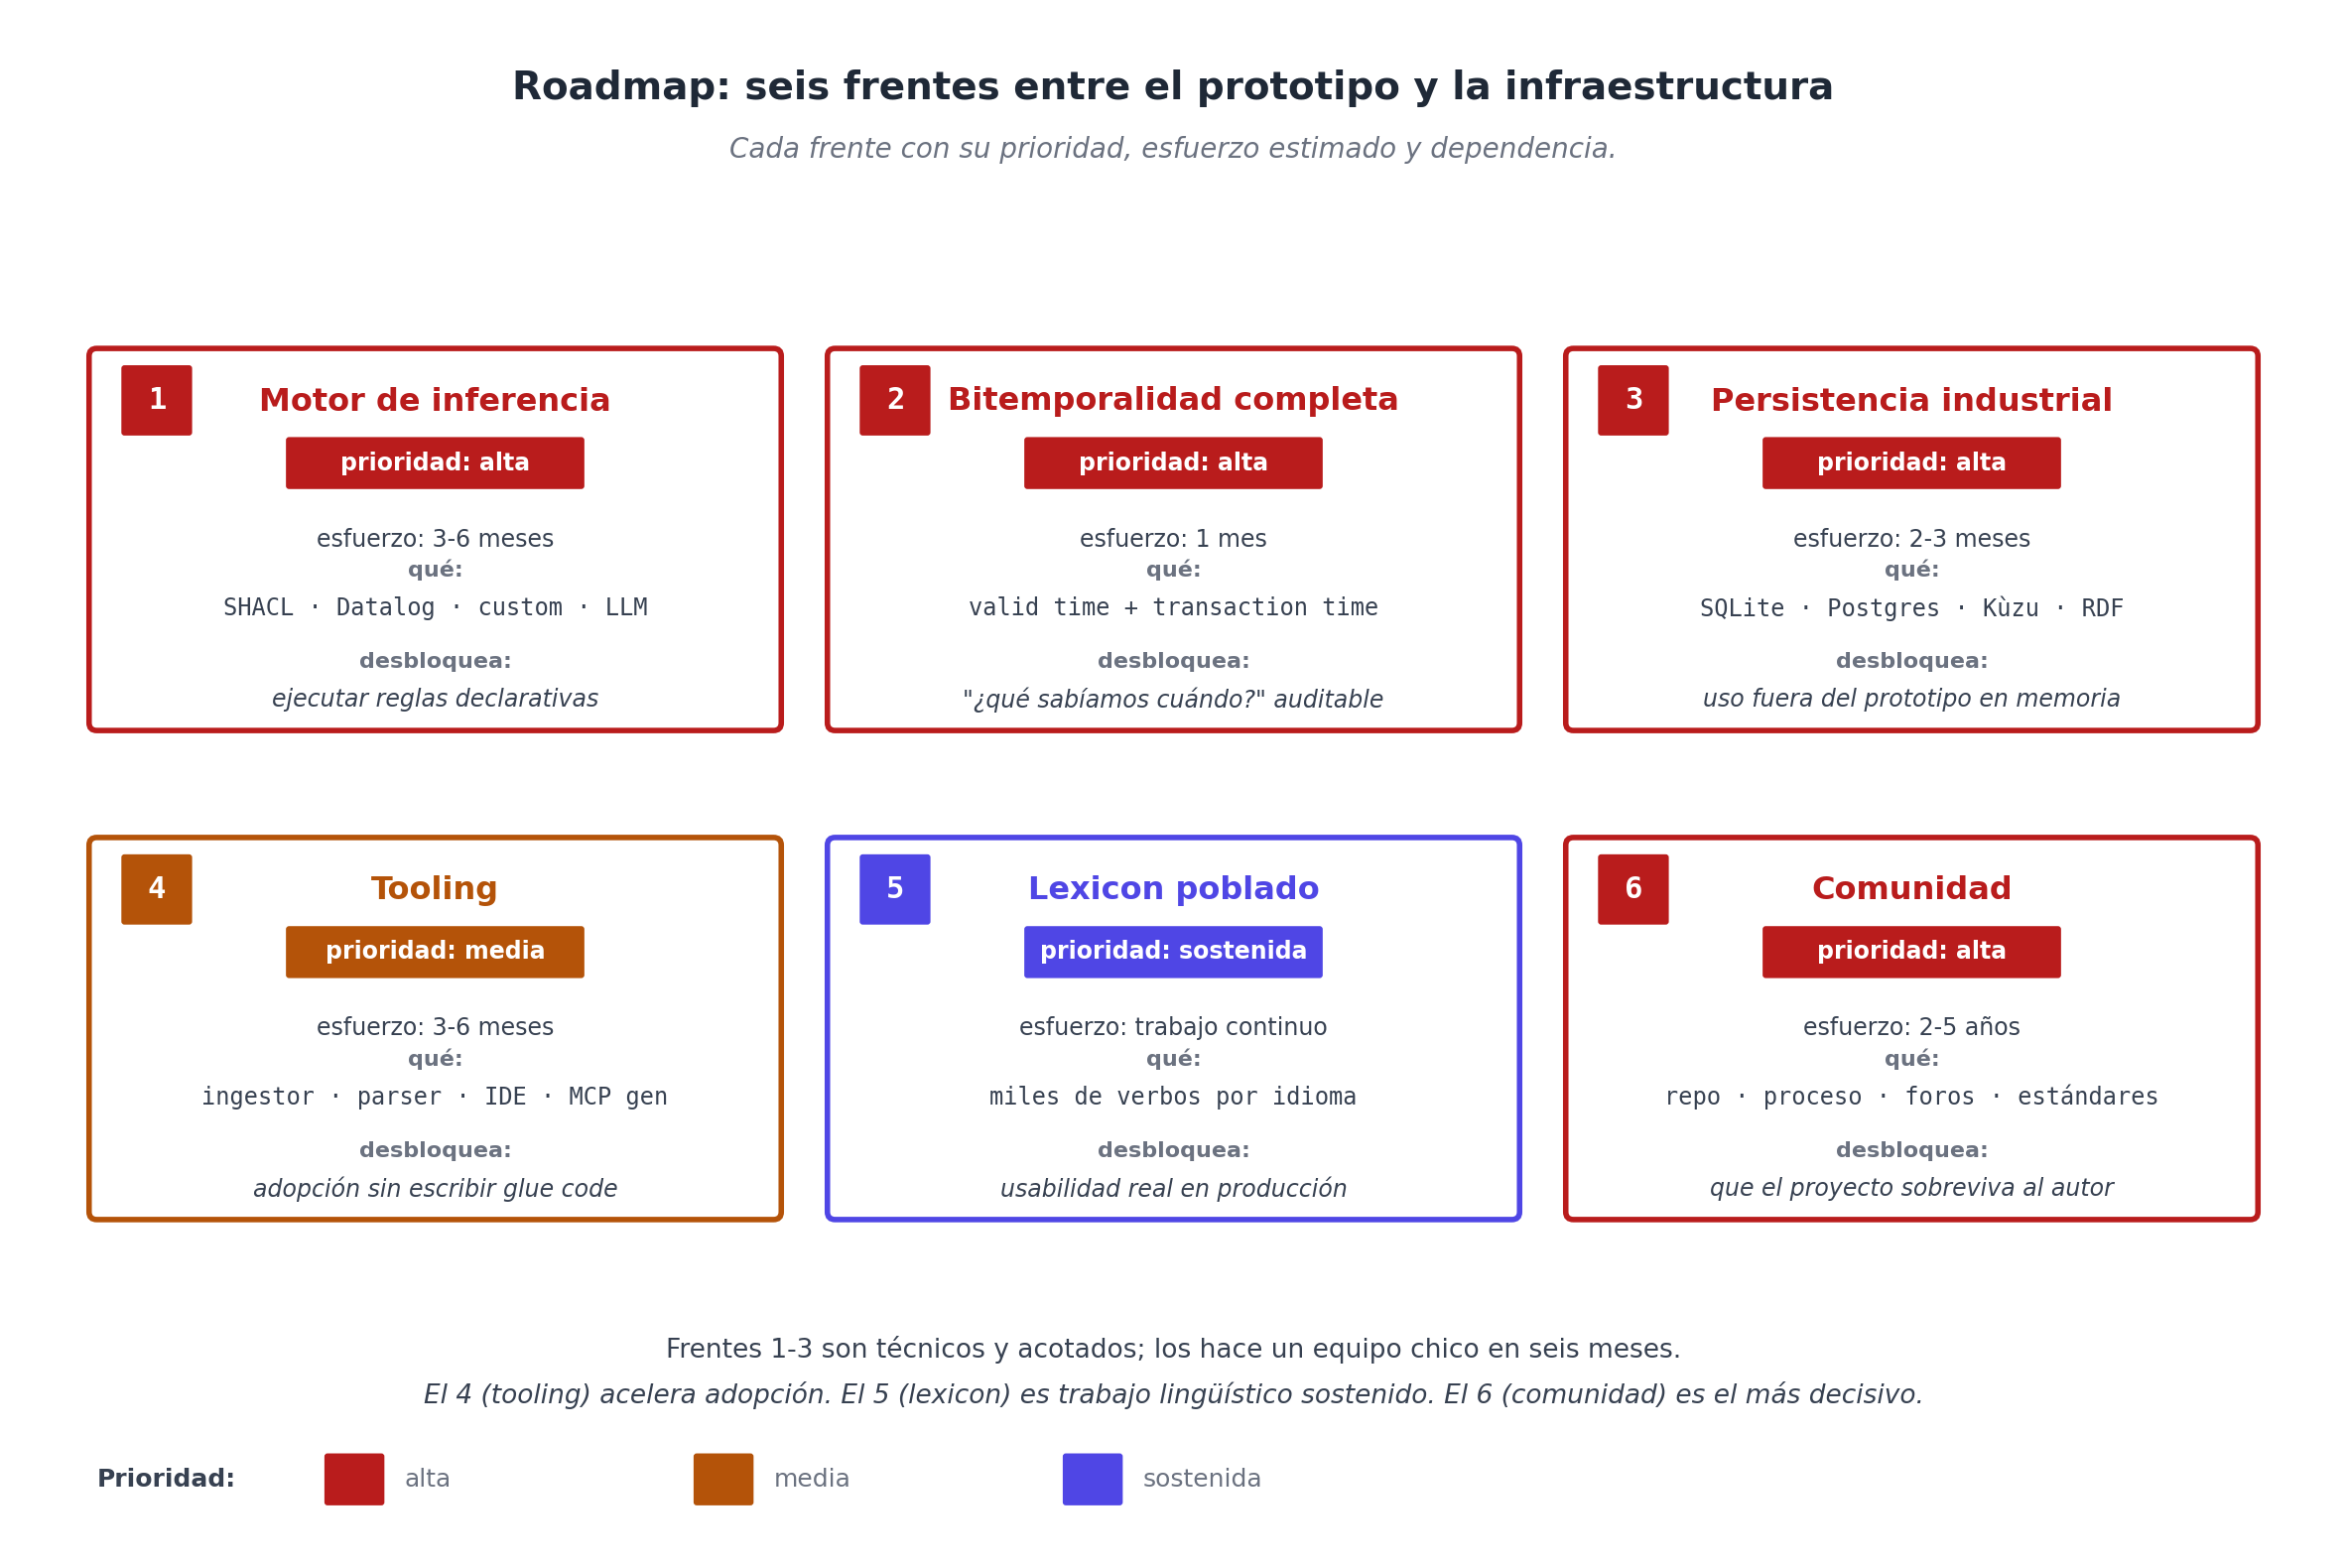 Roadmap: seis frentes entre el prototipo y la infraestructura
Cada frente con su prioridad, esfuerzo estimado y dependencia.
1
Motor de inferencia
prioridad: alta
esfuerzo: 3-6 meses
qué:
SHACL · Datalog · custom · LLM
desbloquea:
ejecutar reglas declarativas
2
Bitemporalidad completa
prioridad: alta
esfuerzo: 1 mes
qué:
valid time + transaction time
desbloquea:
"¿qué sabíamos cuándo?" auditable
3
Persistencia industrial
prioridad: alta
esfuerzo: 2-3 meses
qué:
SQLite · Postgres · Kùzu · RDF
desbloquea:
uso fuera del prototipo en memoria
4
Tooling
prioridad: media
esfuerzo: 3-6 meses
qué:
ingestor · parser · IDE · MCP gen
desbloquea:
adopción sin escribir glue code
5
Lexicon poblado
prioridad: sostenida
esfuerzo: trabajo continuo
qué:
miles de verbos por idioma
desbloquea:
usabilidad real en producción
6
Comunidad
prioridad: alta
esfuerzo: 2-5 años
qué:
repo · proceso · foros · estándares
desbloquea:
que el proyecto sobreviva al autor
Frentes 1-3 son técnicos y acotados; los hace un equipo chico en seis meses.
El 4 (tooling) acelera adopción. El 5 (lexicon) es trabajo lingüístico sostenido. El 6 (comunidad) es el más decisivo.
Prioridad:
alta
media
sostenida